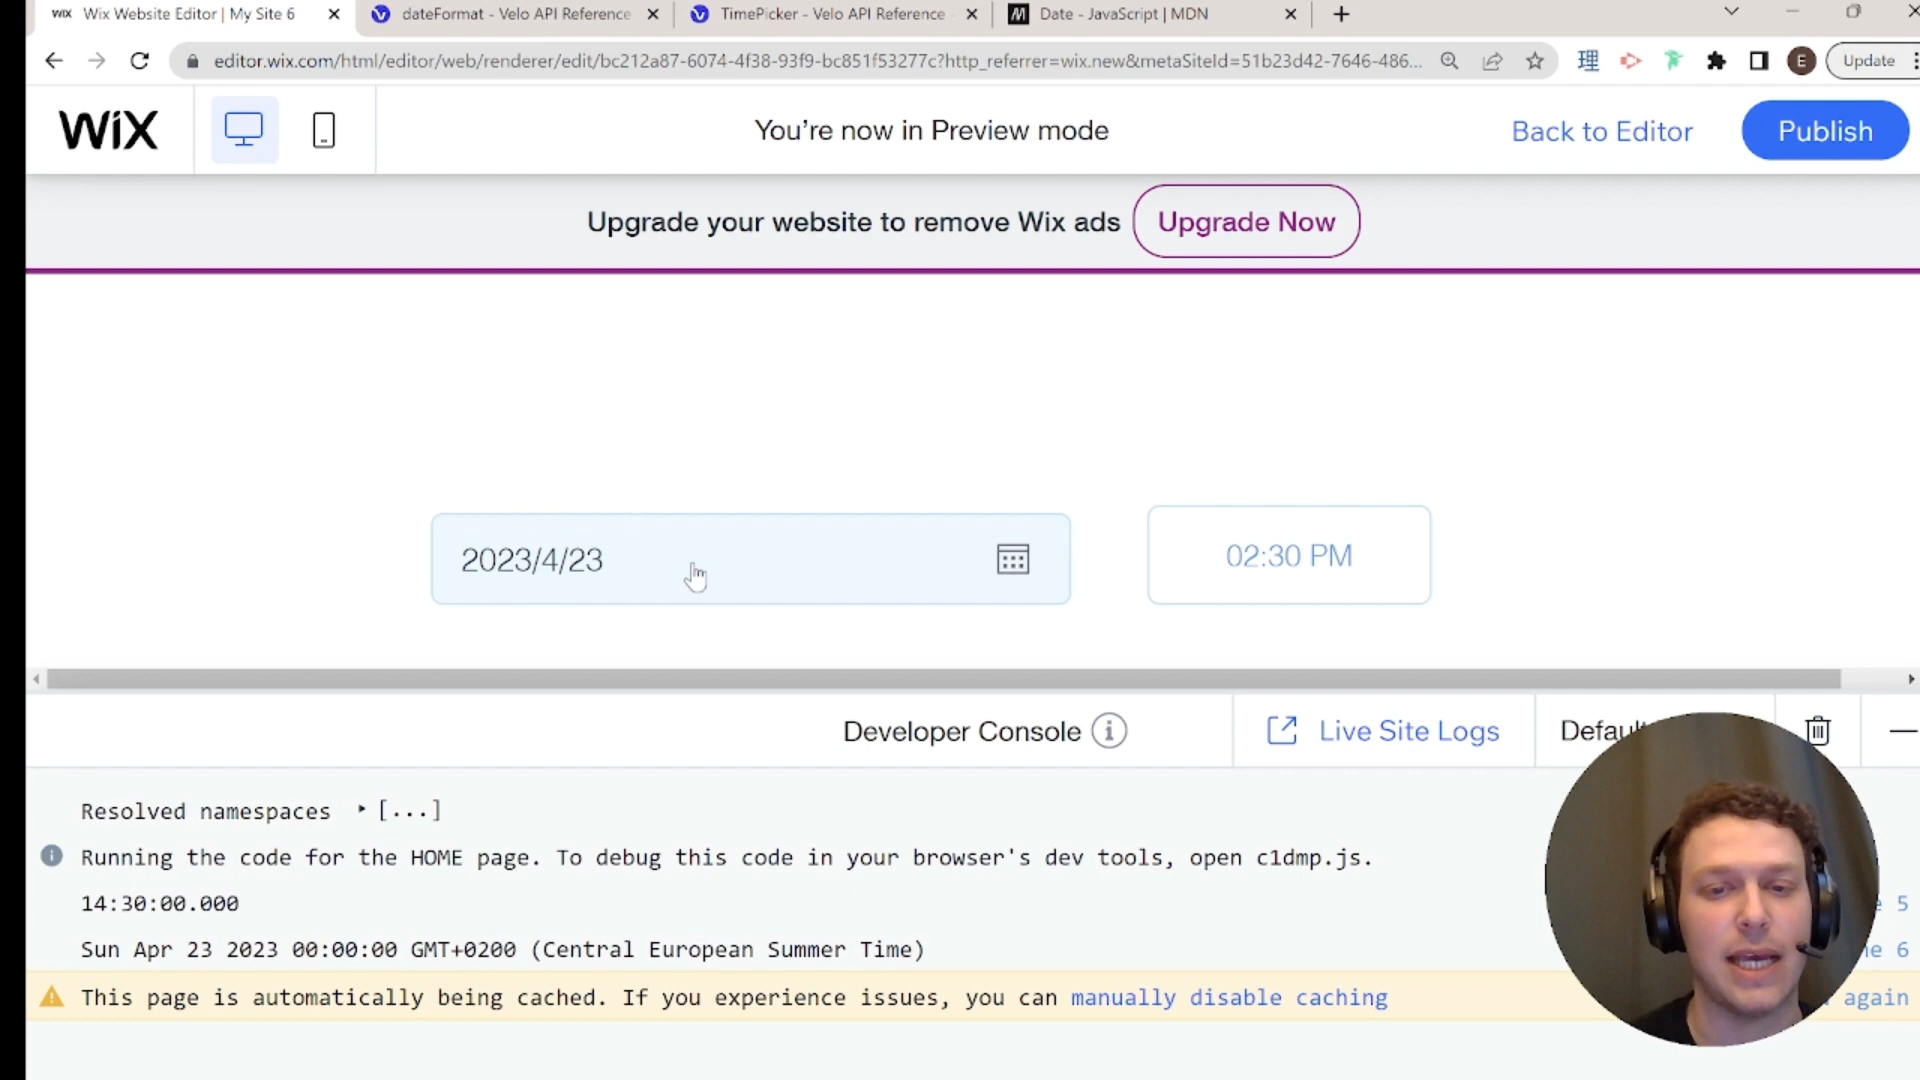 WIX Wix Website Editor | My Site 6
dateFormat - Velo API Reference
TimePicker - Velo API Reference
M Date - JavaScript | MDN
editor.wix.com/html/editor/web/renderer/edit/bc212a87-6074-4f38-93f9-bc851f53277c?http_referrer=wix.new&metaSiteId=51b23d42-7646-486...
理
E
Update
WiX
You're now in Preview mode
Back to Editor
Publish
Upgrade your website to remove Wix ads
Upgrade Now
2023/4/23
02:30 PM
Developer Console
Live Site Logs
Resolved namespaces [...]
Running the code for the HOME page. To debug this code in your browser's dev tools, open c1dmp.js.
14:30:00.000
5
Sun Apr 23 2023 00:00:00 GMT+0200 (Central European Summer Time)
6
This page is automatically being cached. If you experience issues, you can manually disable caching
again